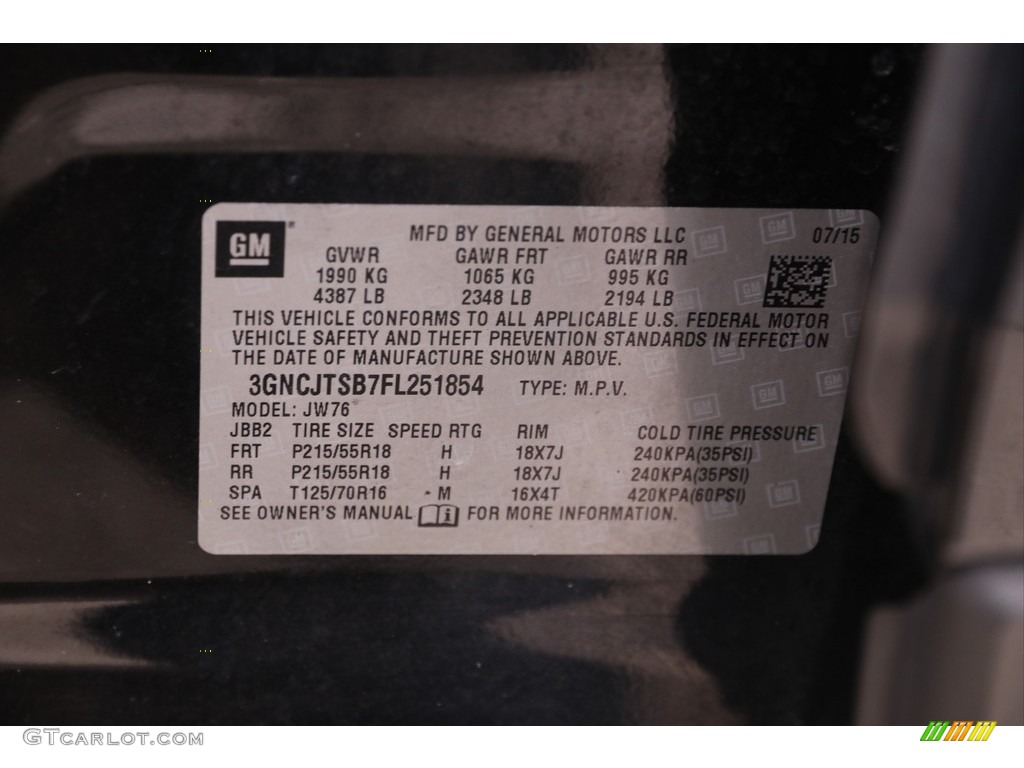 GM
MFD BY GENERAL MOTORS LLC 07/15
GVWR GAWR FRT GAWR RR
1990 KG 1065 KG 995 KG
4387 LB 2348 LB 2194 LB
THIS VEHICLE CONFORMS TO ALL APPLICABLE U.S. FEDERAL MOTOR
VEHICLE SAFETY AND THEFT PREVENTION STANDARDS IN EFFECT ON
THE DATE OF MANUFACTURE SHOWN ABOVE.
3GNCJTSB7FL251854 TYPE: M.P.V.
MODEL: JW76
JBB2 TIRE SIZE SPEED RTG RIM COLD TIRE PRESSURE
FRT P215/55R18 H 18X7J 240KPA(35PSI)
RR P215/55R18 H 18X7J 240KPA(35PSI)
SPA T125/70R16 M 16X4T 420KPA(60PSI)
SEE OWNER'S MANUAL i FOR MORE INFORMATION.
GTcarlot.com